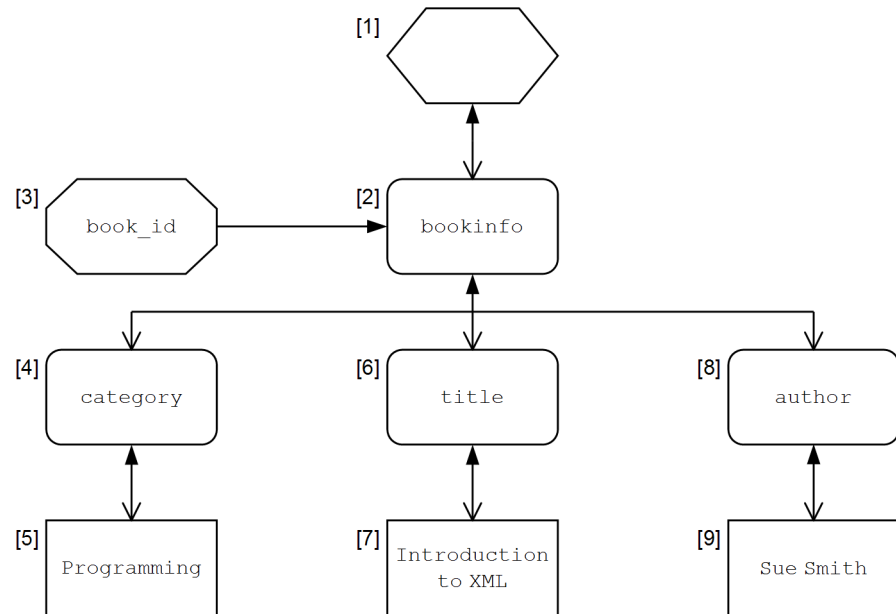 [1]
[3]
book_id
[2]
bookinfo
[4]
category
[6]
title
[8]
author
[5]
Programming
[7]
Introduction
to XML
[9]
Sue Smith